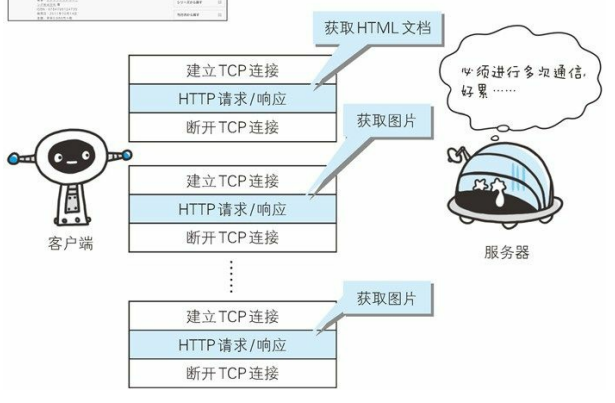 获取HTML文档
建立TCP连接
HTTP请求/响应
断开TCP连接
必须进行多次通信,
好累……
获取图片
建立TCP连接
HTTP请求/响应
断开TCP连接
客户端
服务器
获取图片
建立TCP连接
HTTP请求/响应
断开TCP连接